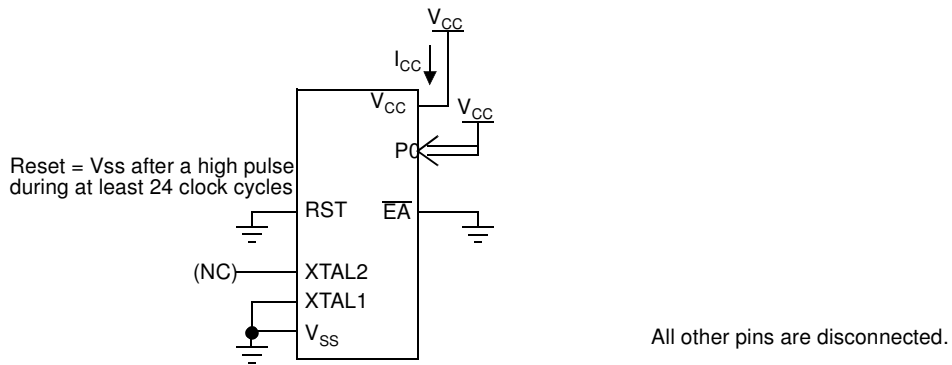 VCC
ICC
VCC
VCC
P0
Reset = Vss after a high pulse
during at least 24 clock cycles
RST
EA
(NC)
XTAL2
XTAL1
VSS
All other pins are disconnected.